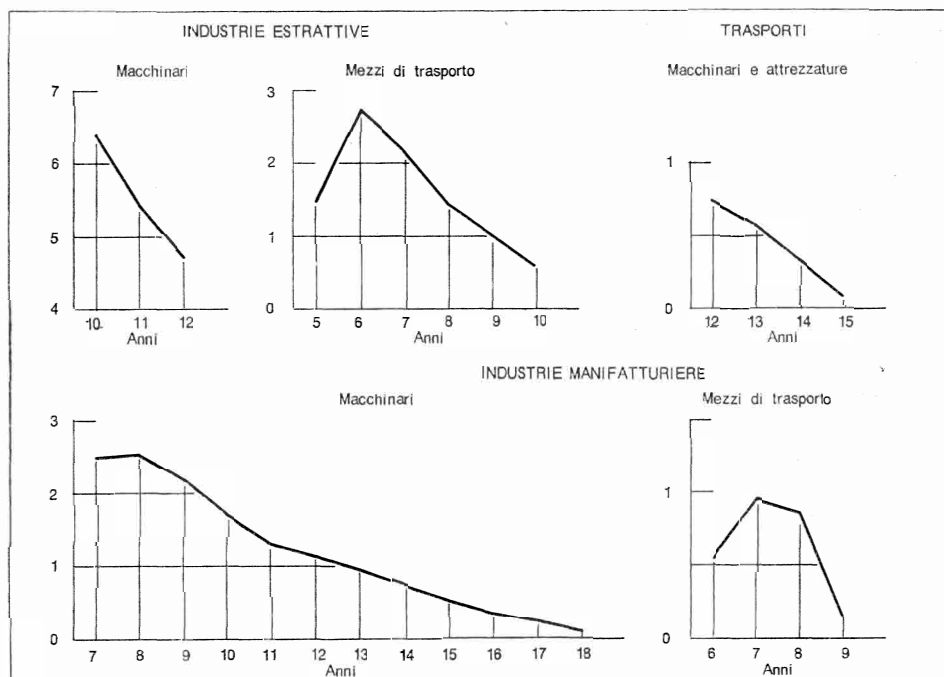 INDUSTRIE ESTRATTIVE
TRASPORTI
Macchinari
Mezzi di trasporto
Macchinari e attrezzature
7
6
5
4
10 11 12
Anni
3
2
1
0
5 6 7 8 9 10
Anni
1
0
12 13 14 15
Anni
INDUSTRIE MANIFATTURIERE
Macchinari
Mezzi di trasporto
3
2
1
0
7 8 9 10 11 12 13 14 15 16 17 18
Anni
1
0
6 7 8 9
Anni